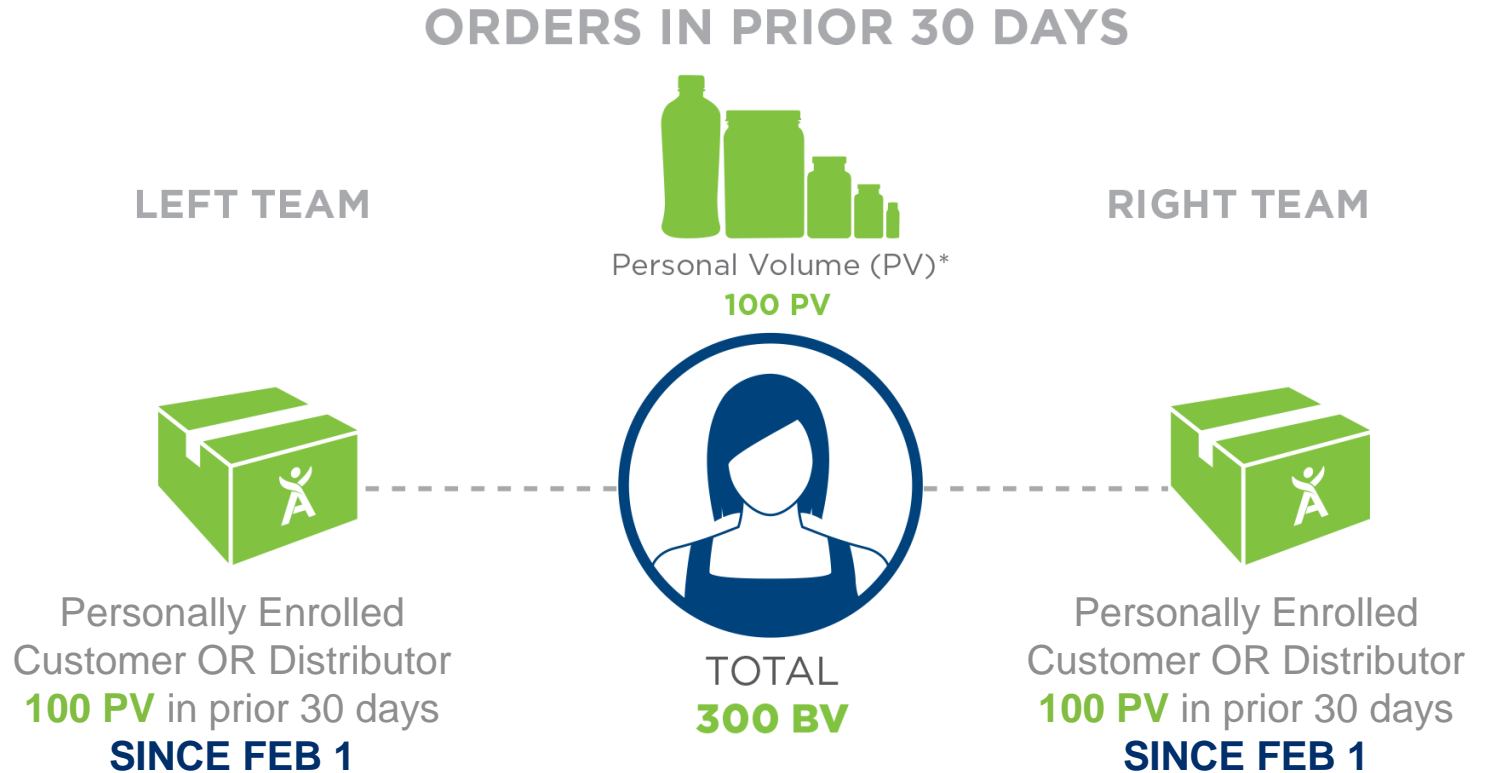 ORDERS IN PRIOR 30 DAYS
LEFT TEAM
RIGHT TEAM
Personal Volume (PV)*
100 PV
Personally Enrolled
Customer OR Distributor
100 PV in prior 30 days
SINCE FEB 1
TOTAL
300 BV
Personally Enrolled
Customer OR Distributor
100 PV in prior 30 days
SINCE FEB 1